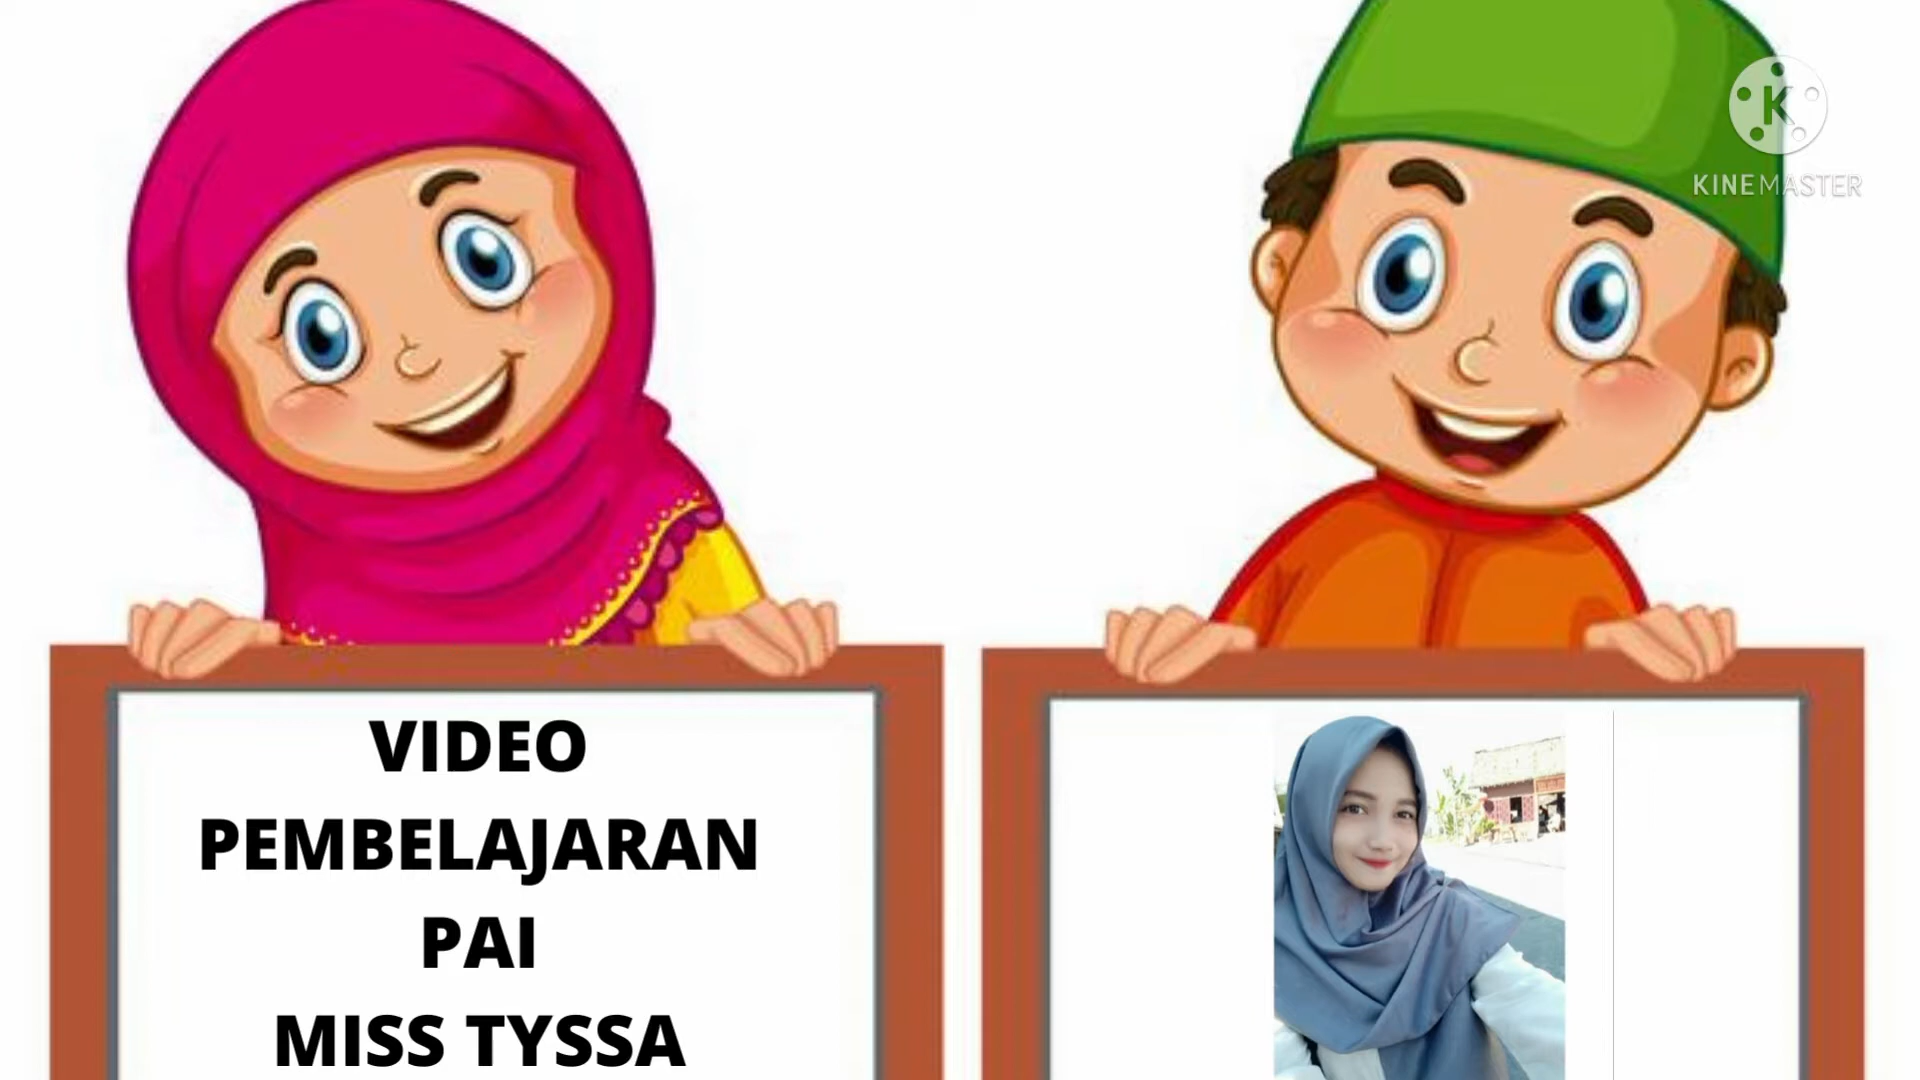 K
KINEMASTER
VIDEO
PEMBELAJARAN
PAI
MISS TYSSA